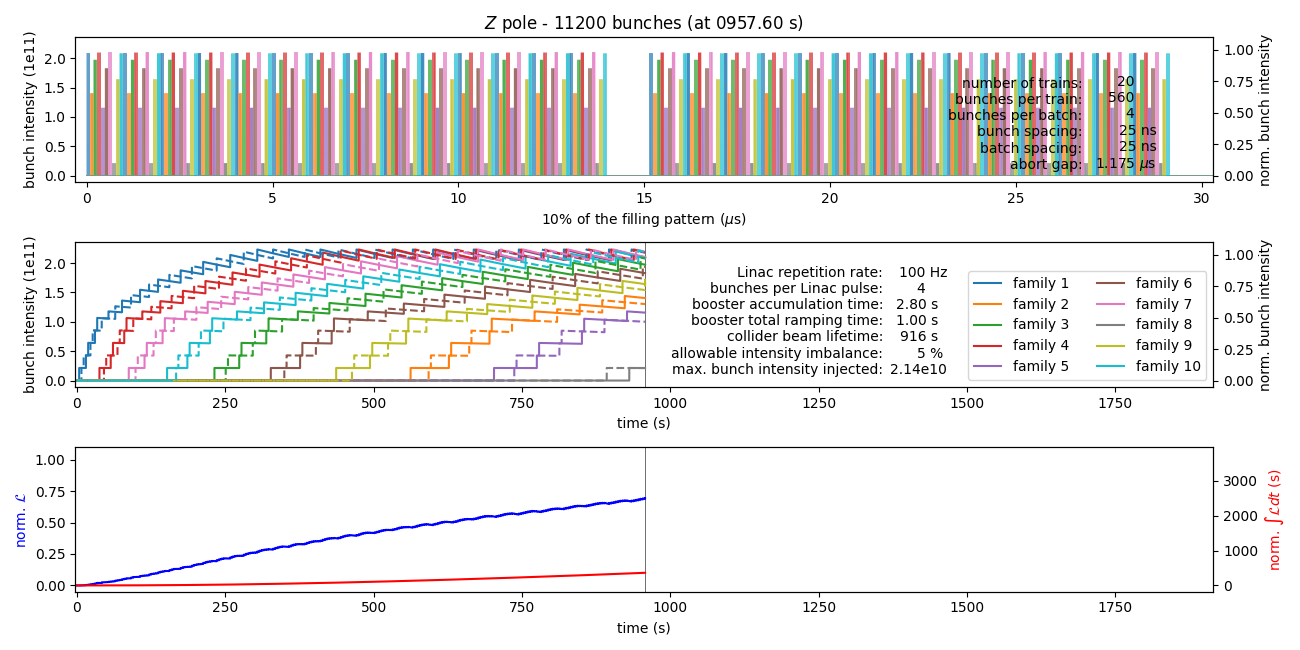 Z pole - 11200 bunches (at 0957.60 s)
bunch intensity (1e11)
2.0
1.5
1.0
0.5
0.0
number of trains: 20
bunches per train: 560
bunches per batch: 4
bunch spacing: 25 ns
batch spacing: 25 ns
abort gap: 1.175 μs
1.00
0.75
0.50
0.25
0.00
norm. bunch intensity
0 5 10 15 20 25 30
10% of the filling pattern (μs)
bunch intensity (1e11)
2.0
1.5
1.0
0.5
0.0
Linac repetition rate: 100 Hz
bunches per Linac pulse: 4
booster accumulation time: 2.80 s
booster total ramping time: 1.00 s
collider beam lifetime: 916 s
allowable intensity imbalance: 5 %
max. bunch intensity injected: 2.14e10
family 1
family 2
family 3
family 4
family 5
family 6
family 7
family 8
family 9
family 10
1.00
0.75
0.50
0.25
0.00
norm. bunch intensity
0 250 500 750 1000 1250 1500 1750
time (s)
norm. ℒ
1.00
0.75
0.50
0.25
0.00
3000
2000
1000
0
norm. ∫ ℒdt (s)
0 250 500 750 1000 1250 1500 1750
time (s)